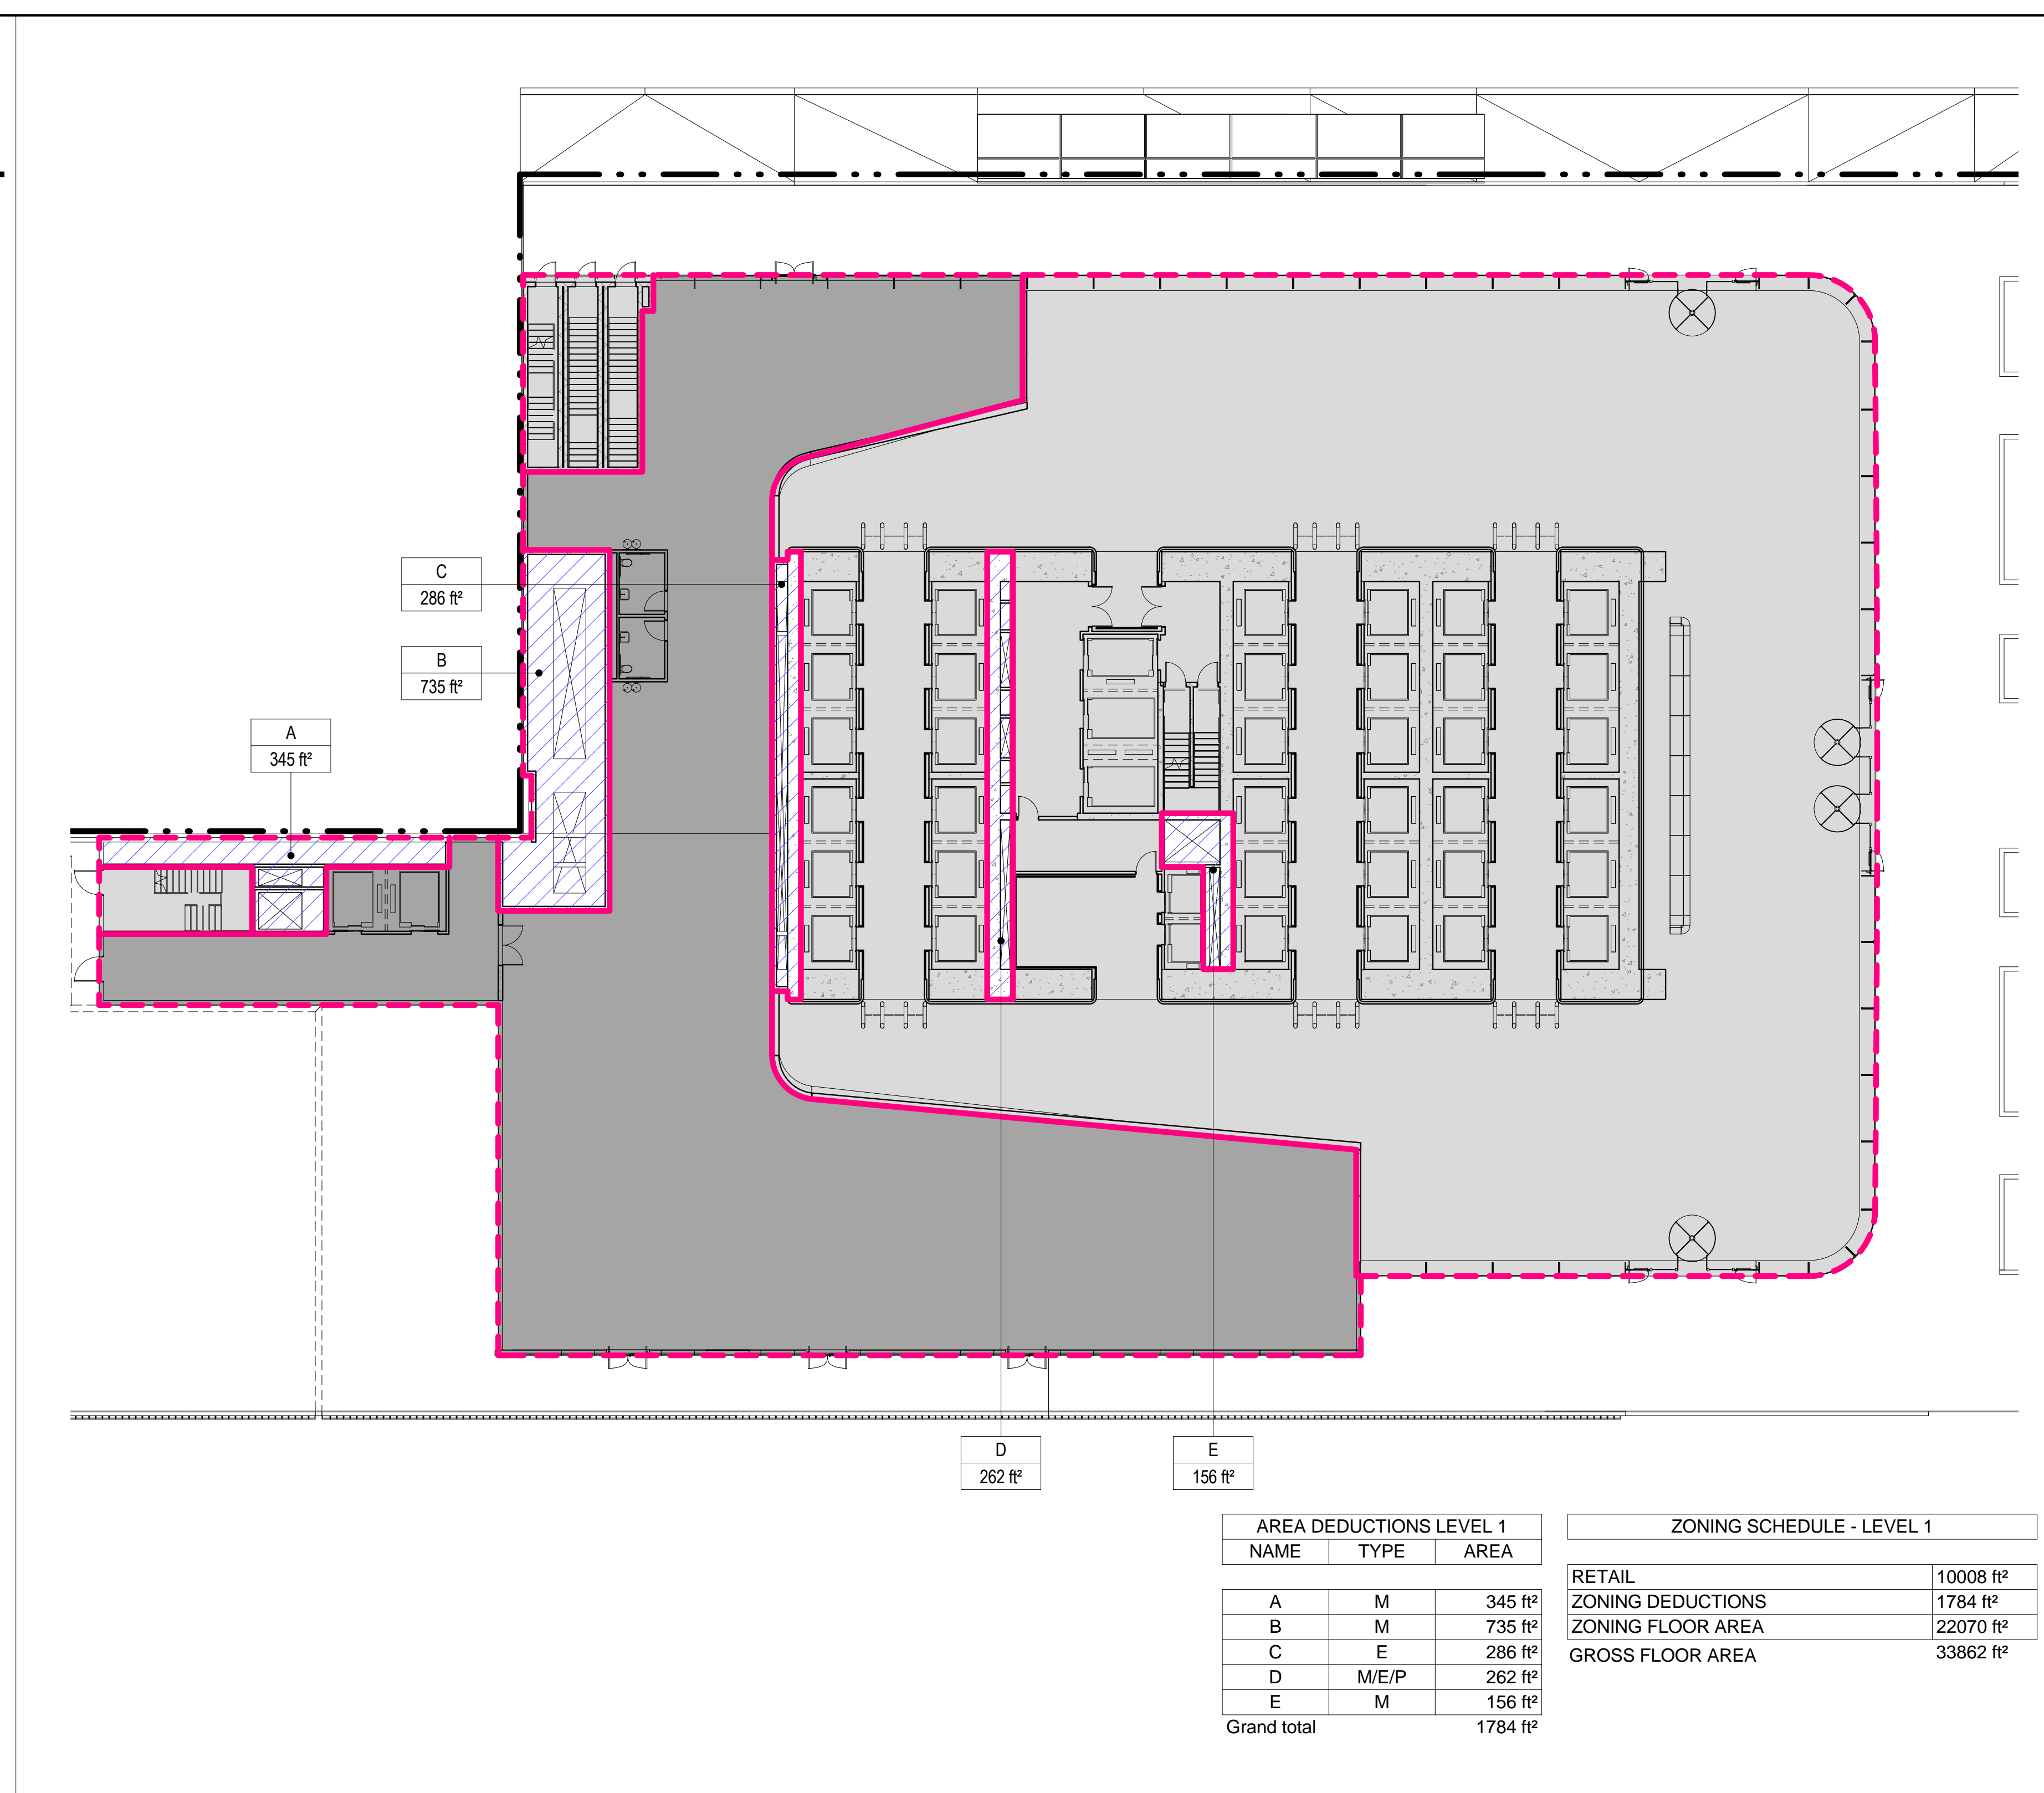 C
286 ft²
B
735 ft²
A
345 ft²
D
262 ft²
E
156 ft²
AREA DEDUCTIONS LEVEL 1
NAME TYPE AREA
A M 345 ft²
B M 735 ft²
C E 286 ft²
D M/E/P 262 ft²
E M 156 ft²
Grand total 1784 ft²
ZONING SCHEDULE - LEVEL 1
RETAIL 10008 ft²
ZONING DEDUCTIONS 1784 ft²
ZONING FLOOR AREA 22070 ft²
GROSS FLOOR AREA 33862 ft²